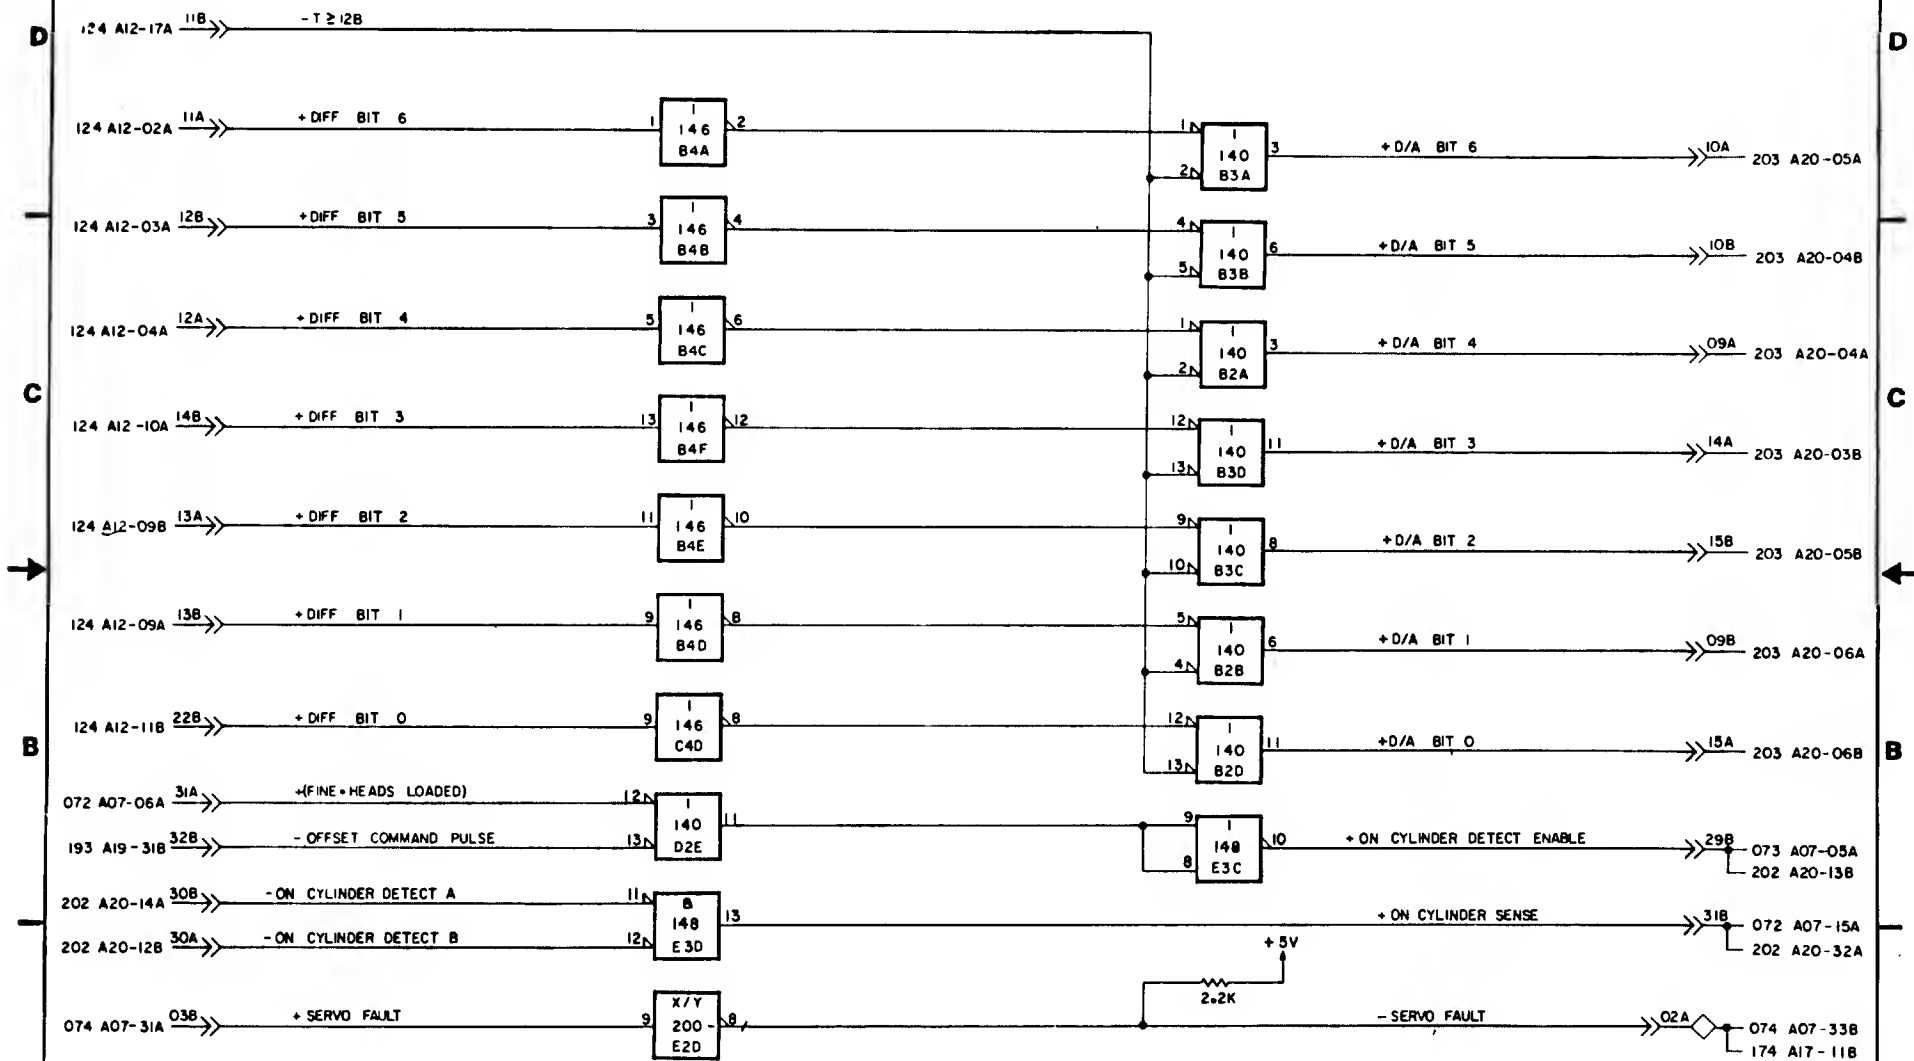 D 124 A12-17A 11B -T≥128 D
124 A12-02A 11A +DIFF BIT 6 1 I 146 B4A 2 1 2 I 140 B3A 3 +D/A BIT 6 10A 203 A20-05A
124 A12-03A 12B +DIFF BIT 5 3 I 146 B4B 4 4 5 I 140 B3B 6 +D/A BIT 5 10B 203 A20-04B
124 A12-04A 12A +DIFF BIT 4 5 I 146 B4C 6 1 2 I 140 B2A 3 +D/A BIT 4 09A 203 A20-04A
C C
124 A12-10A 14B +DIFF BIT 3 13 I 146 B4F 12 12 13 I 140 B3D 11 +D/A BIT 3 14A 203 A20-03B
124 A12-09B 13A +DIFF BIT 2 11 I 146 B4E 10 9 10 I 140 B3C 8 +D/A BIT 2 15B 203 A20-05B
124 A12-09A 13B +DIFF BIT 1 9 I 146 B4D 8 5 4 I 140 B2B 6 +D/A BIT 1 09B 203 A20-06A
124 A12-11B 22B +DIFF BIT 0 9 I 146 C4D 8 12 13 I 140 B2D 11 +D/A BIT 0 15A 203 A20-06B
B B
072 A07-06A 31A +(FINE•HEADS LOADED) 12 I 140 D2E 11
193 A19-31B 32B -OFFSET COMMAND PULSE 13
9 8 I 148 E3C 10 +ON CYLINDER DETECT ENABLE 29B 073 A07-05A
202 A20-13B
202 A20-14A 30B -ON CYLINDER DETECT A 11 B 148 E3D 13 +ON CYLINDER SENSE 31B 072 A07-15A
202 A20-12B 30A -ON CYLINDER DETECT B 12 202 A20-32A
+5V
2.2K
074 A07-31A 03B +SERVO FAULT 9 X/Y 200 E2D 8 -SERVO FAULT 02A 074 A07-33B
174 A17-11B